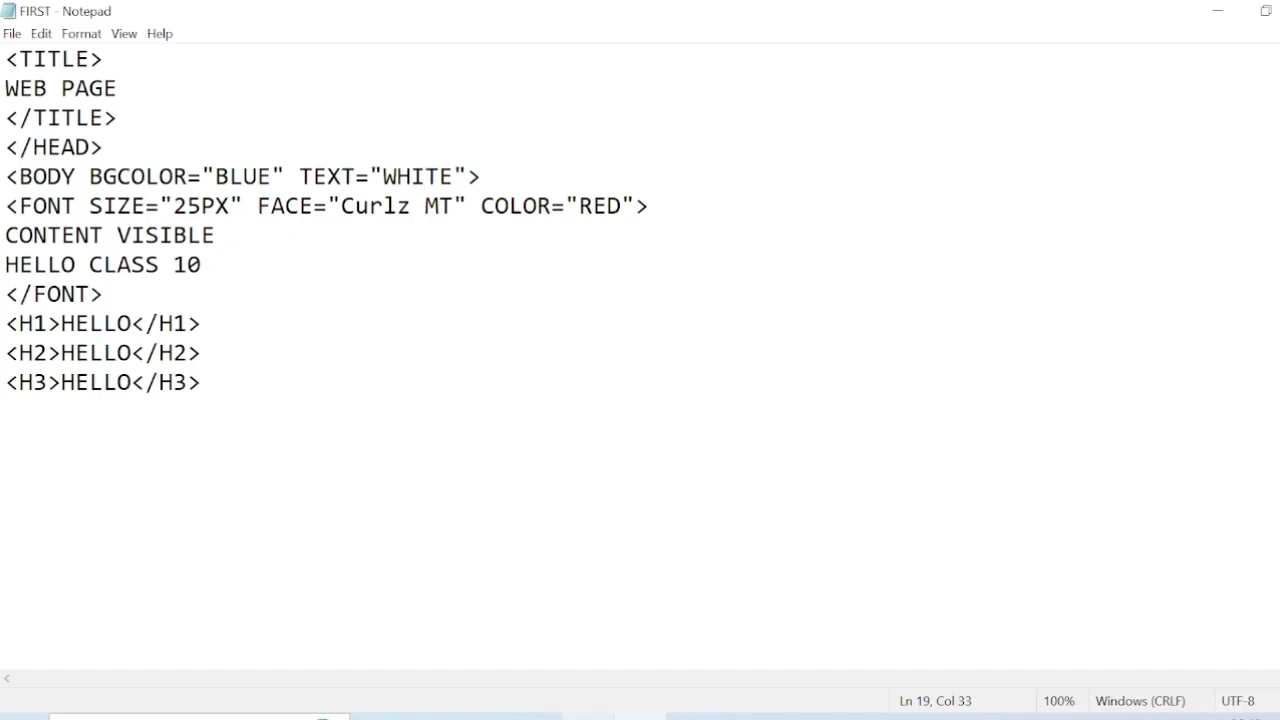 FIRST - Notepad
File Edit Format View Help
<TITLE>
WEB PAGE
</TITLE>
</HEAD>
<BODY BGCOLOR="BLUE" TEXT="WHITE">
<FONT SIZE="25PX" FACE="Curlz MT" COLOR="RED">
CONTENT VISIBLE
HELLO CLASS 10
</FONT>
<H1>HELLO</H1>
<H2>HELLO</H2>
<H3>HELLO</H3>
Ln 19, Col 33 100% Windows (CRLF) UTF-8